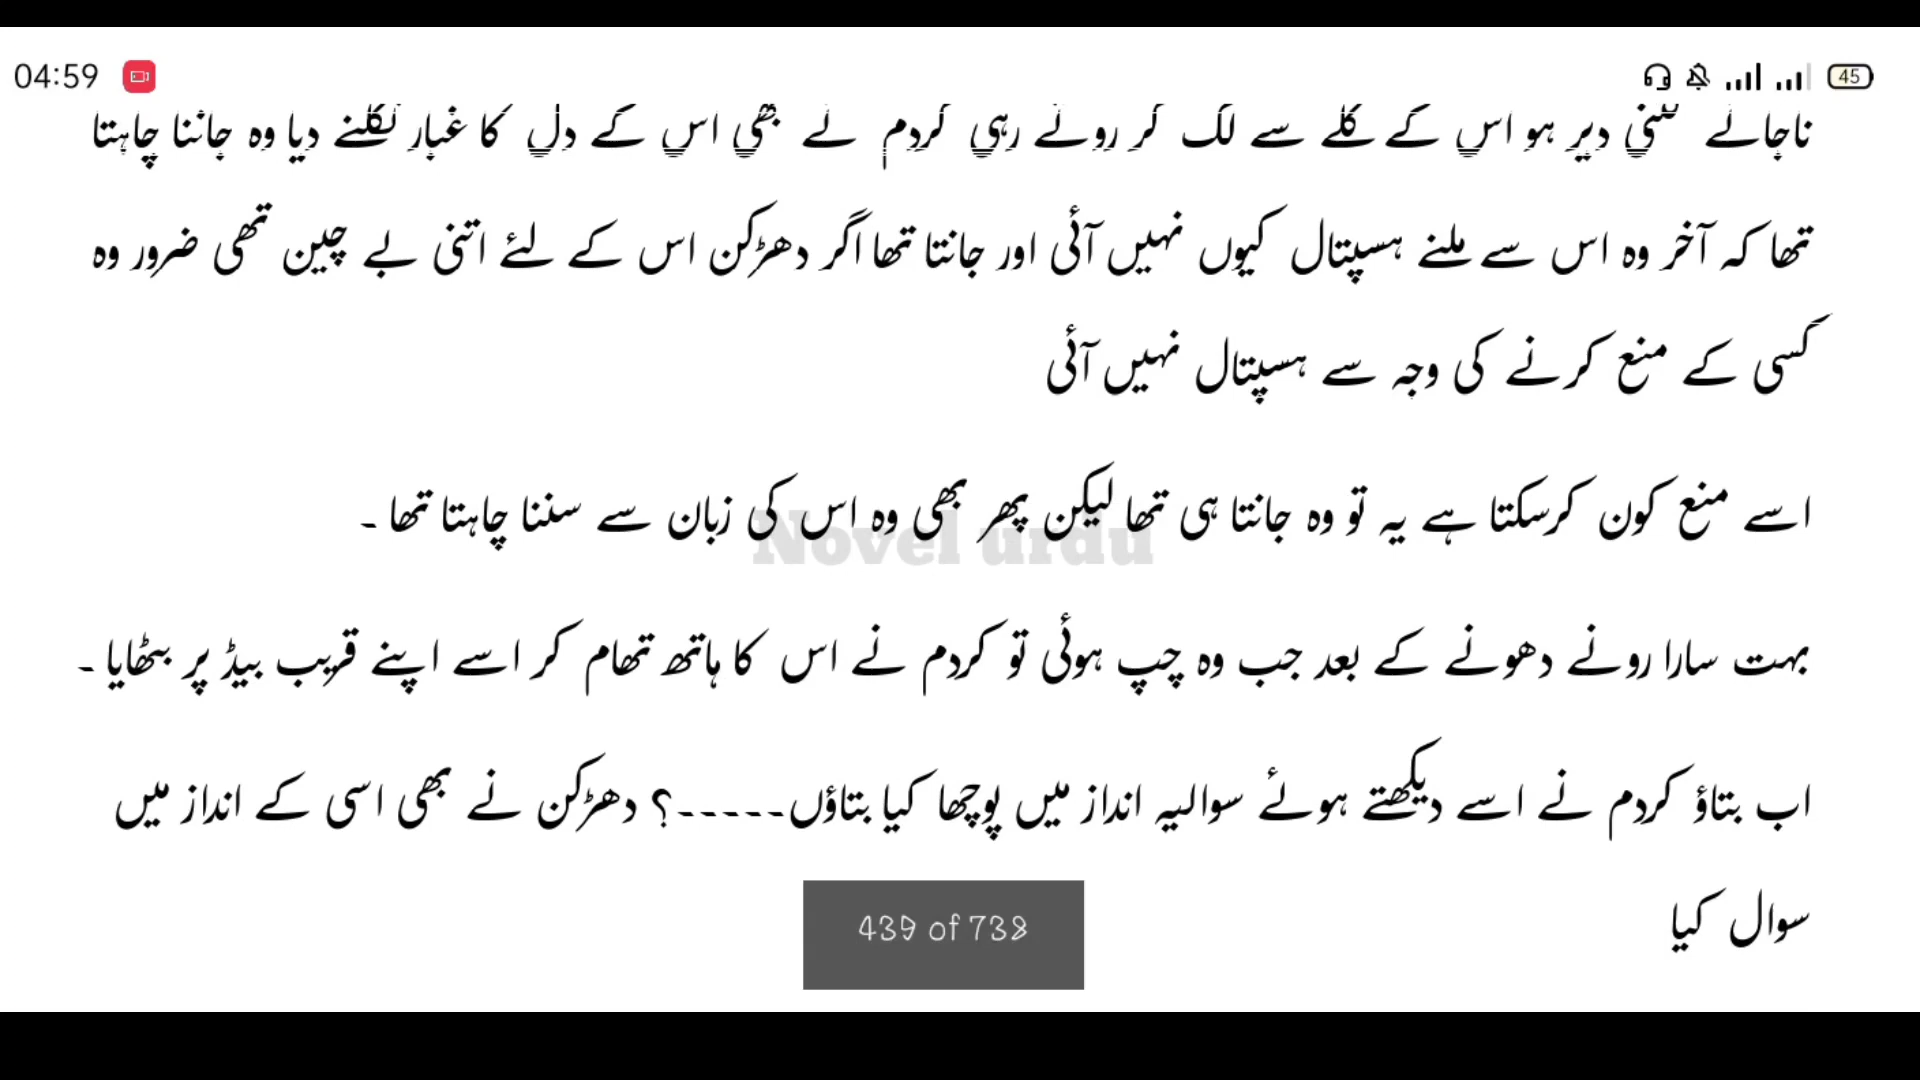 04:59
45
ناجانے کتنی دیر ہو اس کے گلے سے لگ کر روتے رہی کردم نے بھی اس کے دل کا غبار نکلنے دیا وہ جاننا چاہتا
تھا کہ آخر وہ اس سے ملنے ہسپتال کیوں نہیں آئی اور جانتا تھا اگر دھڑکن اس کے لئے اتنی بے چین تھی ضرور وہ
کسی کے منع کرنے کی وجہ سے ہسپتال نہیں آئی
اسے منع کون کرسکتا ہے یہ تو وہ جانتا ہی تھا لیکن پھر بھی وہ اس کی زبان سے سننا چاہتا تھا ۔
Novel urdu
بہت سارا رونے دھونے کے بعد جب وہ چپ ہوئی تو کردم نے اس کا ہاتھ تھام کر اسے اپنے قریب بیڈ پر بٹھایا ۔
اب بتاؤ کردم نے اسے دیکھتے ہوئے سوالیہ انداز میں پوچھا کیا بتاؤں-----؟ دھڑکن نے بھی اسی کے انداز میں
سوال کیا
439 of 738